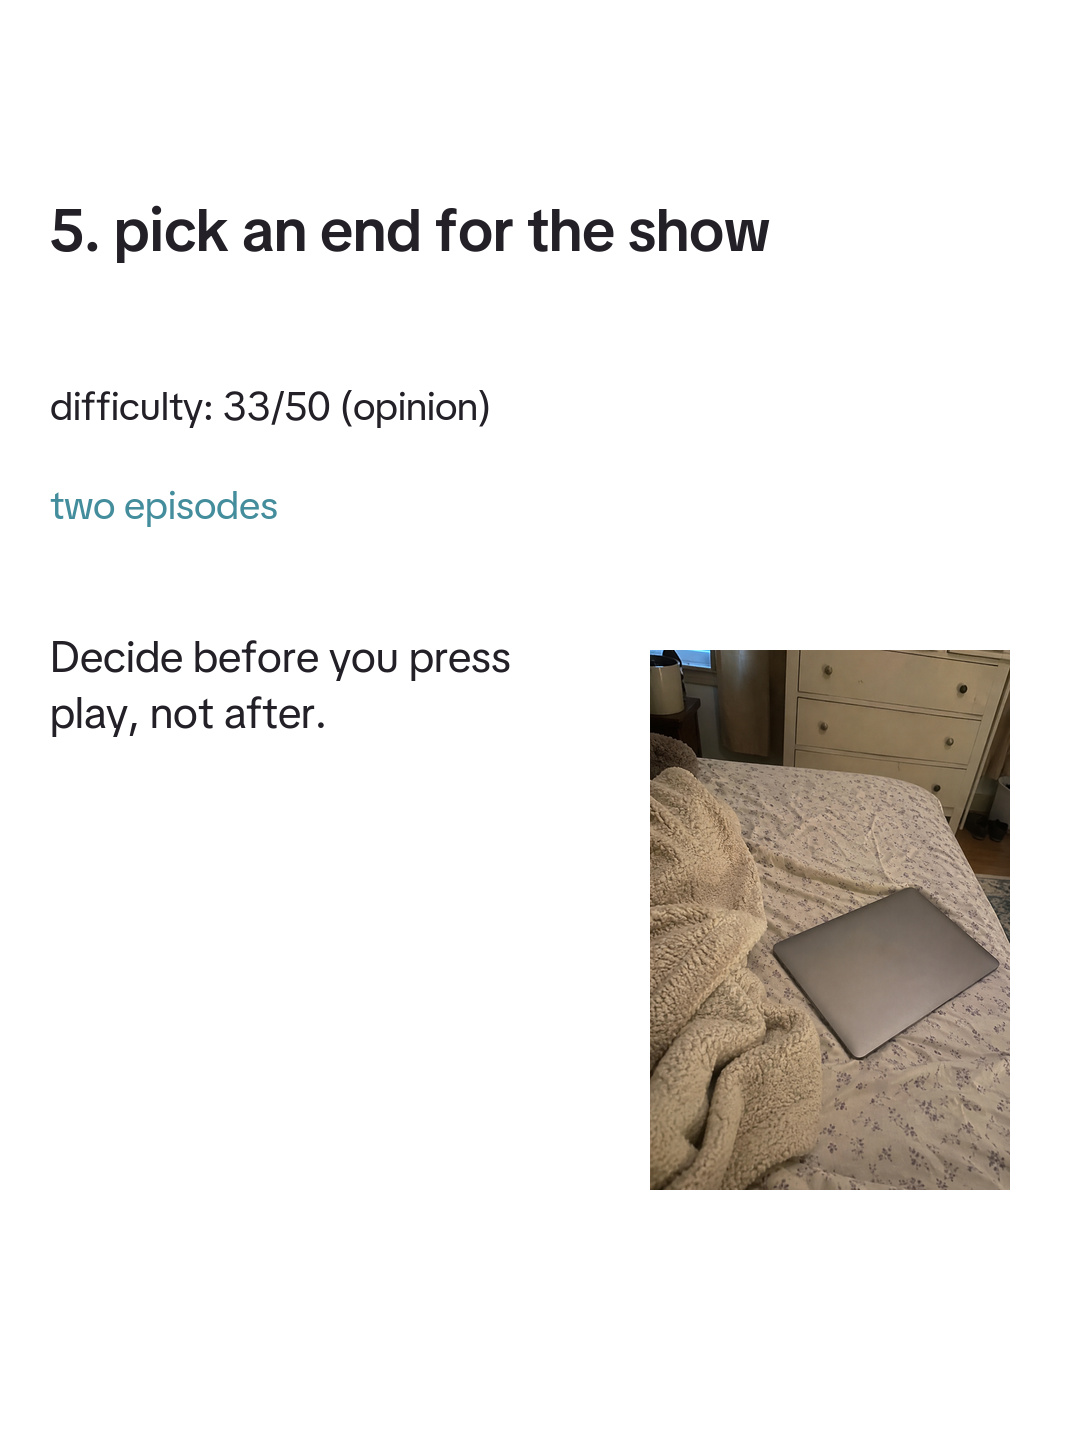 5. pick an end for the show
difficulty: 33/50 (opinion)
two episodes
Decide before you press
play, not after.